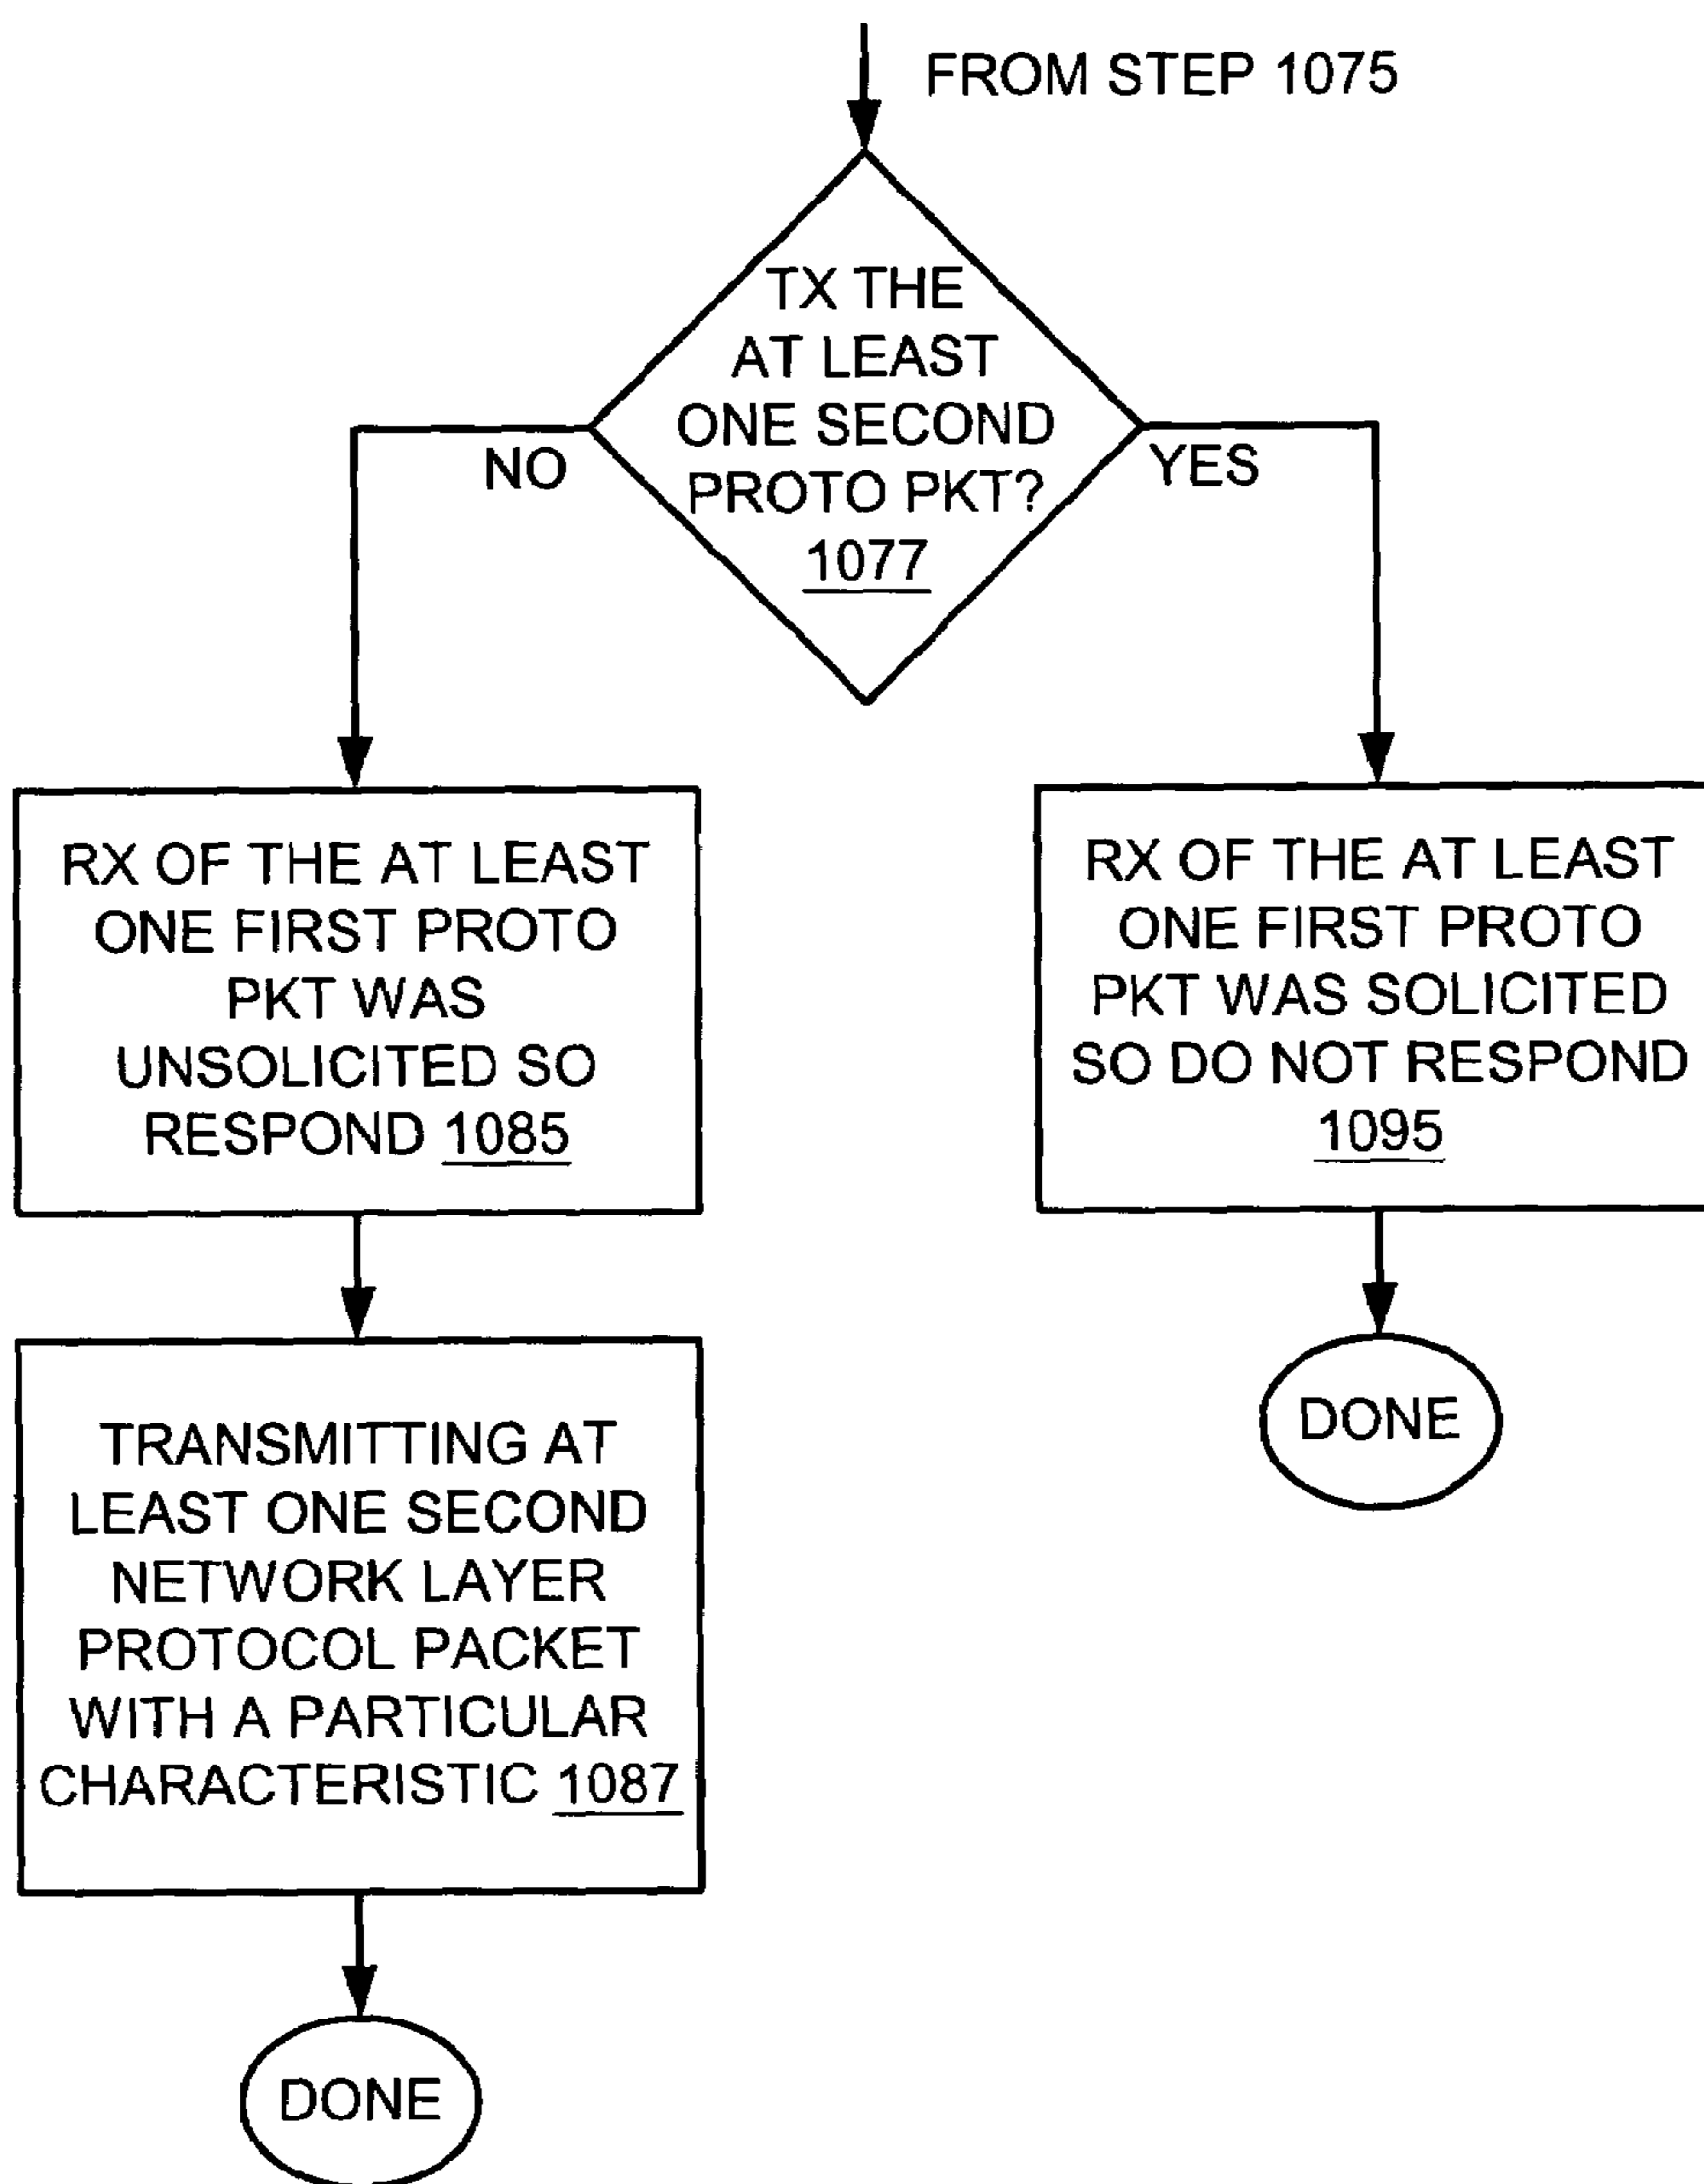 FROM STEP 1075
TX THE
AT LEAST
ONE SECOND
PROTO PKT?
1077
NO
YES
RX OF THE AT LEAST
ONE FIRST PROTO
PKT WAS
UNSOLICITED SO
RESPOND 1085
RX OF THE AT LEAST
ONE FIRST PROTO
PKT WAS SOLICITED
SO DO NOT RESPOND
1095
TRANSMITTING AT
LEAST ONE SECOND
NETWORK LAYER
PROTOCOL PACKET
WITH A PARTICULAR
CHARACTERISTIC 1087
DONE
DONE